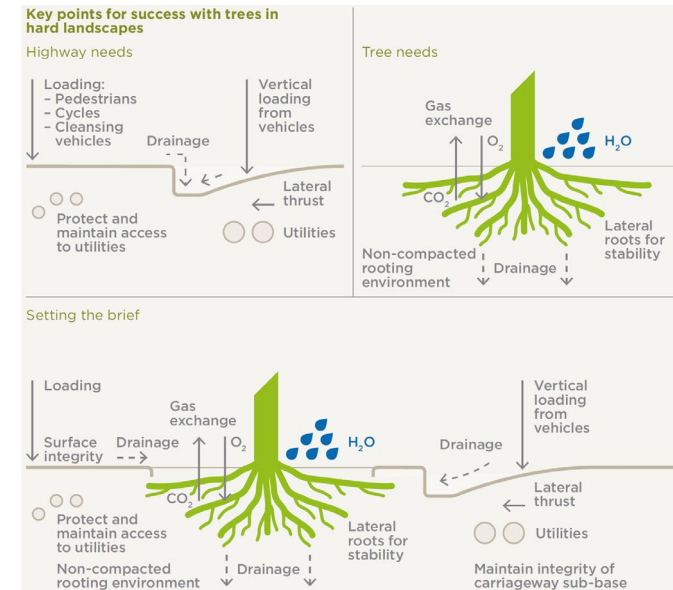 Key points for success with trees in
hard landscapes
Highway needs
Loading:
– Pedestrians
– Cycles
– Cleansing
vehicles
Drainage
Vertical
loading
from
vehicles
Lateral
thrust
Protect and
maintain access
to utilities
Utilities
Tree needs
Gas
exchange
O₂
H₂O
CO₂
Lateral
roots for
stability
Non-compacted
rooting
environment
Drainage
Setting the brief
Loading
Surface
integrity
Drainage
Gas
exchange
O₂
H₂O
CO₂
Protect and
maintain access
to utilities
Non-compacted
rooting environment
Drainage
Lateral
roots for
stability
Drainage
Vertical
loading
from
vehicles
Lateral
thrust
Utilities
Maintain integrity of
carriageway sub-base